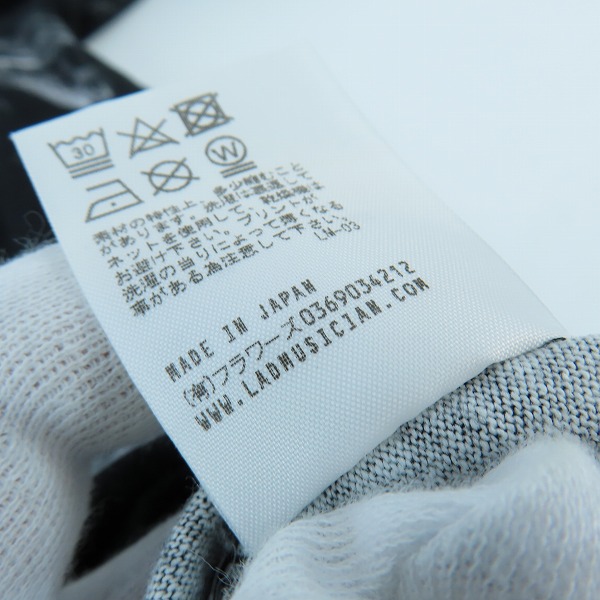 30
W
素材の特性上、多少縮むこと
があります。洗濯は裏返し
ネットを使用して、乾燥機は
お避け下さい。プリントが
洗濯の当りによって薄くなる
事がある為注意して下さい。
LM-03
MADE IN JAPAN
(有)フラワーズ0369034212
WWW.LADMUSICIAN.COM